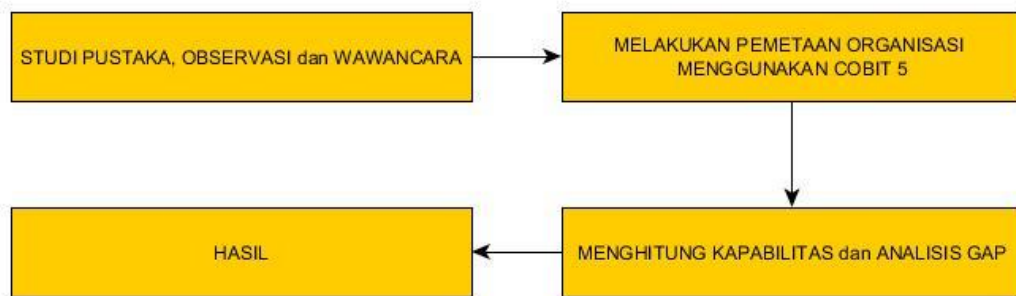 STUDI PUSTAKA, OBSERVASI dan WAWANCARA
MELAKUKAN PEMETAAN ORGANISASI
MENGGUNAKAN COBIT 5
MENGHITUNG KAPABILITAS dan ANALISIS GAP
HASIL